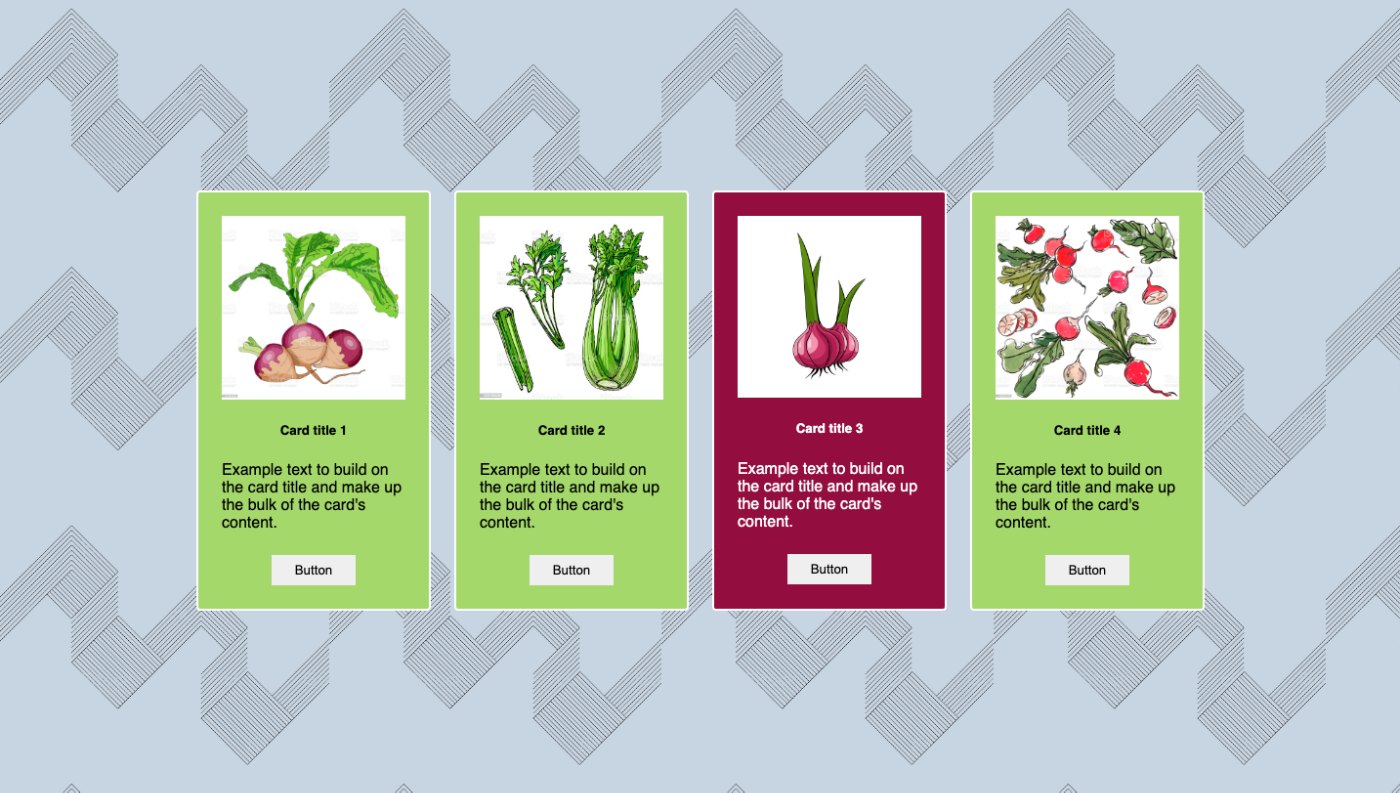 Card title 1
Example text to build on
the card title and make up
the bulk of the card's
content.
Button
Card title 2
Example text to build on
the card title and make up
the bulk of the card's
content.
Button
Card title 3
Example text to build on
the card title and make up
the bulk of the card's
content.
Button
Card title 4
Example text to build on
the card title and make up
the bulk of the card's
content.
Button